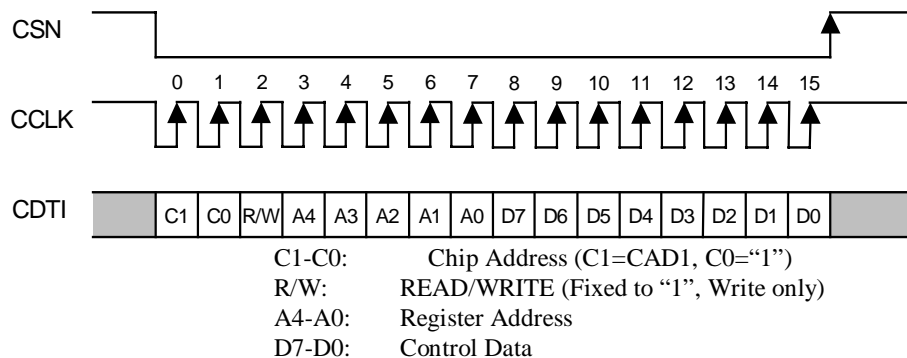 CSN
0 1 2 3 4 5 6 7 8 9 10 11 12 13 14 15
CCLK
CDTI C1 C0 R/W A4 A3 A2 A1 A0 D7 D6 D5 D4 D3 D2 D1 D0
C1-C0: Chip Address (C1=CAD1, C0=“1”)
R/W: READ/WRITE (Fixed to “1”, Write only)
A4-A0: Register Address
D7-D0: Control Data